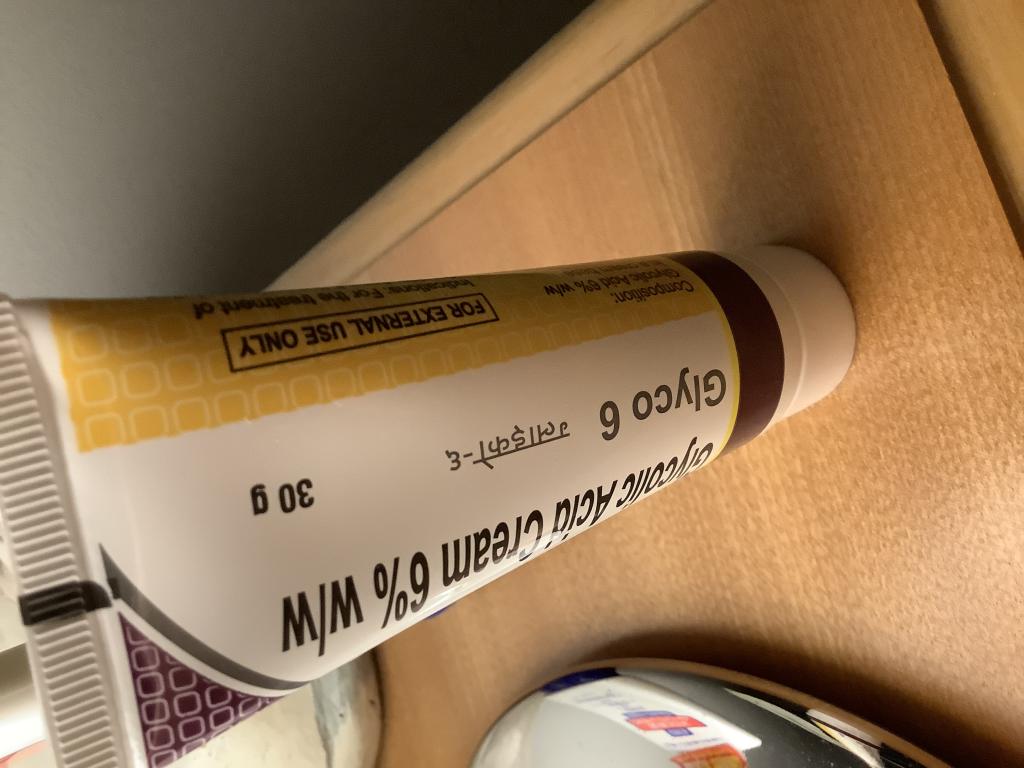 Glycolic Acid Cream 6% w/w
Glyco 6
ग्लाइको-६
30 g
FOR EXTERNAL USE ONLY
Composition:
Glycolic Acid 6% w/w
Indications: For the treatment of